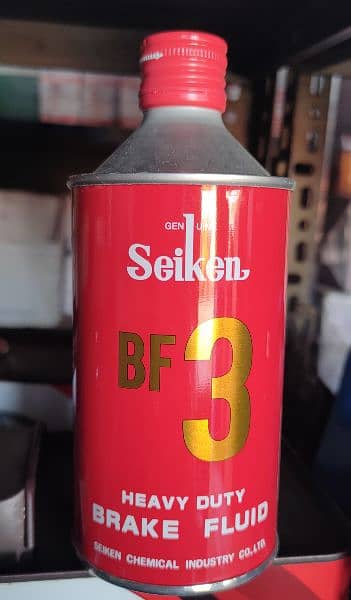 GENUINE
Seiken
BF 3
HEAVY DUTY
BRAKE FLUID
SEIKEN CHEMICAL INDUSTRY CO.,LTD.